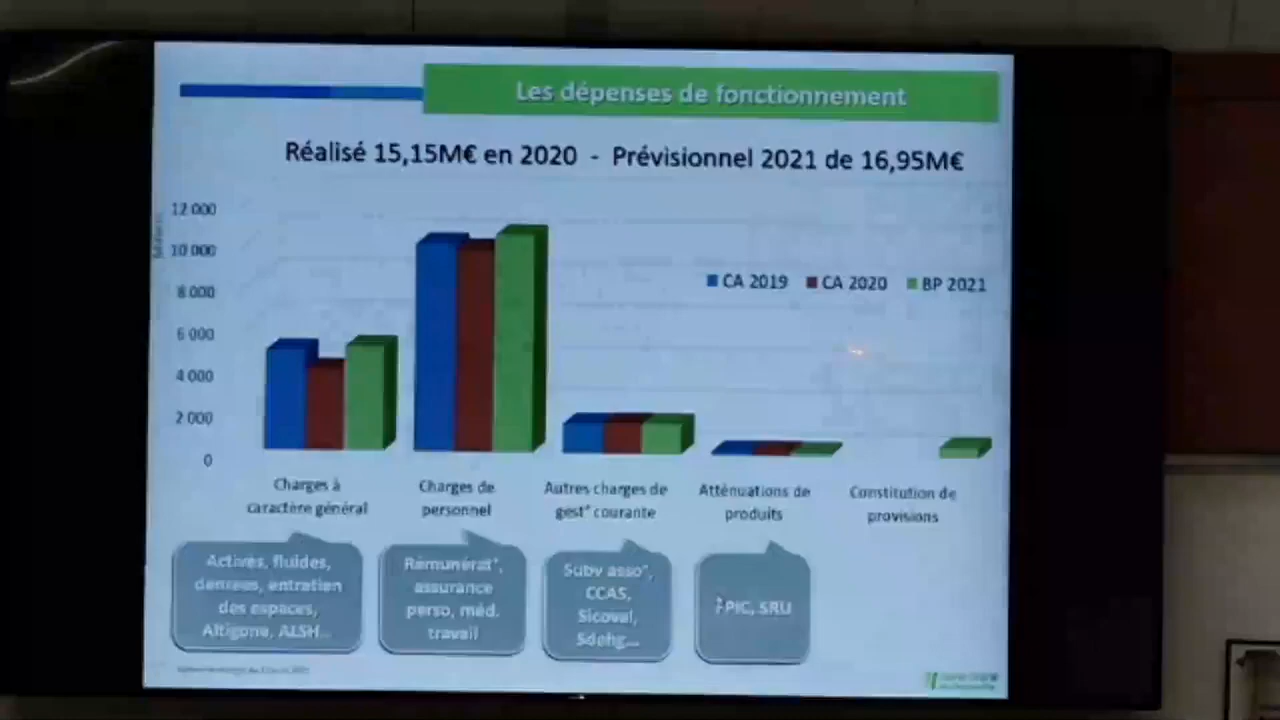 Les dépenses de fonctionnement
Réalisé 15,15M€ en 2020 - Prévisionnel 2021 de 16,95M€
12 000
10 000
8 000
6 000
4 000
2 000
0
CA 2019 CA 2020 BP 2021
Charges à
caractère général
Charges de
personnel
Autres charges de
gest° courante
Atténuations de
produits
Constitution de
provisions
fluides,
denrées, entretien
des espaces,
Altigone, ALSH...
Rémunérat°,
assurance
perso, méd.
travail
Subv asso°,
CCAS,
Sicoval,
Sdehg...
FPIC, SRU